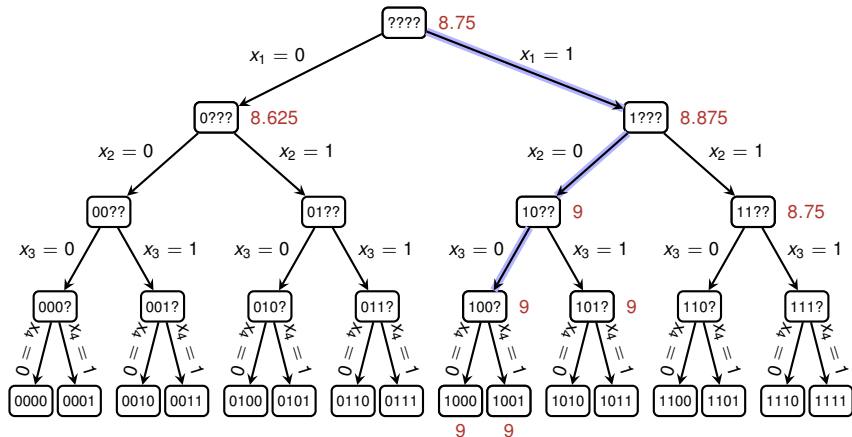 ???? 8.75
x₁ = 0 x₁ = 1
0??? 8.625 1??? 8.875
x₂ = 0 x₂ = 1 x₂ = 0 x₂ = 1
00?? 01?? 10?? 9 11?? 8.75
x₃ = 0 x₃ = 1 x₃ = 0 x₃ = 1 x₃ = 0 x₃ = 1 x₃ = 0 x₃ = 1
000? 001? 010? 011? 100? 9 101? 9 110? 111?
x₄ = 0 x₄ = 1 x₄ = 0 x₄ = 1 x₄ = 0 x₄ = 1 x₄ = 0 x₄ = 1 x₄ = 0 x₄ = 1 x₄ = 0 x₄ = 1 x₄ = 0 x₄ = 1 x₄ = 0 x₄ = 1
0000 0001 0010 0011 0100 0101 0110 0111 1000 1001 1010 1011 1100 1101 1110 1111
9 9